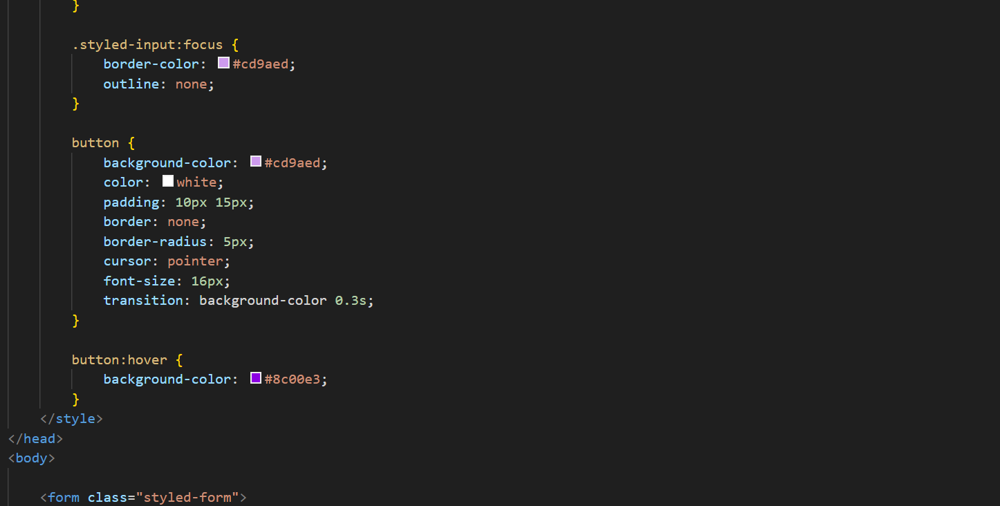 }
.styled-input:focus {
border-color: #cd9aed;
outline: none;
}
button {
background-color: #cd9aed;
color: white;
padding: 10px 15px;
border: none;
border-radius: 5px;
cursor: pointer;
font-size: 16px;
transition: background-color 0.3s;
}
button:hover {
background-color: #8c00e3;
}
</style>
</head>
<body>
<form class="styled-form">